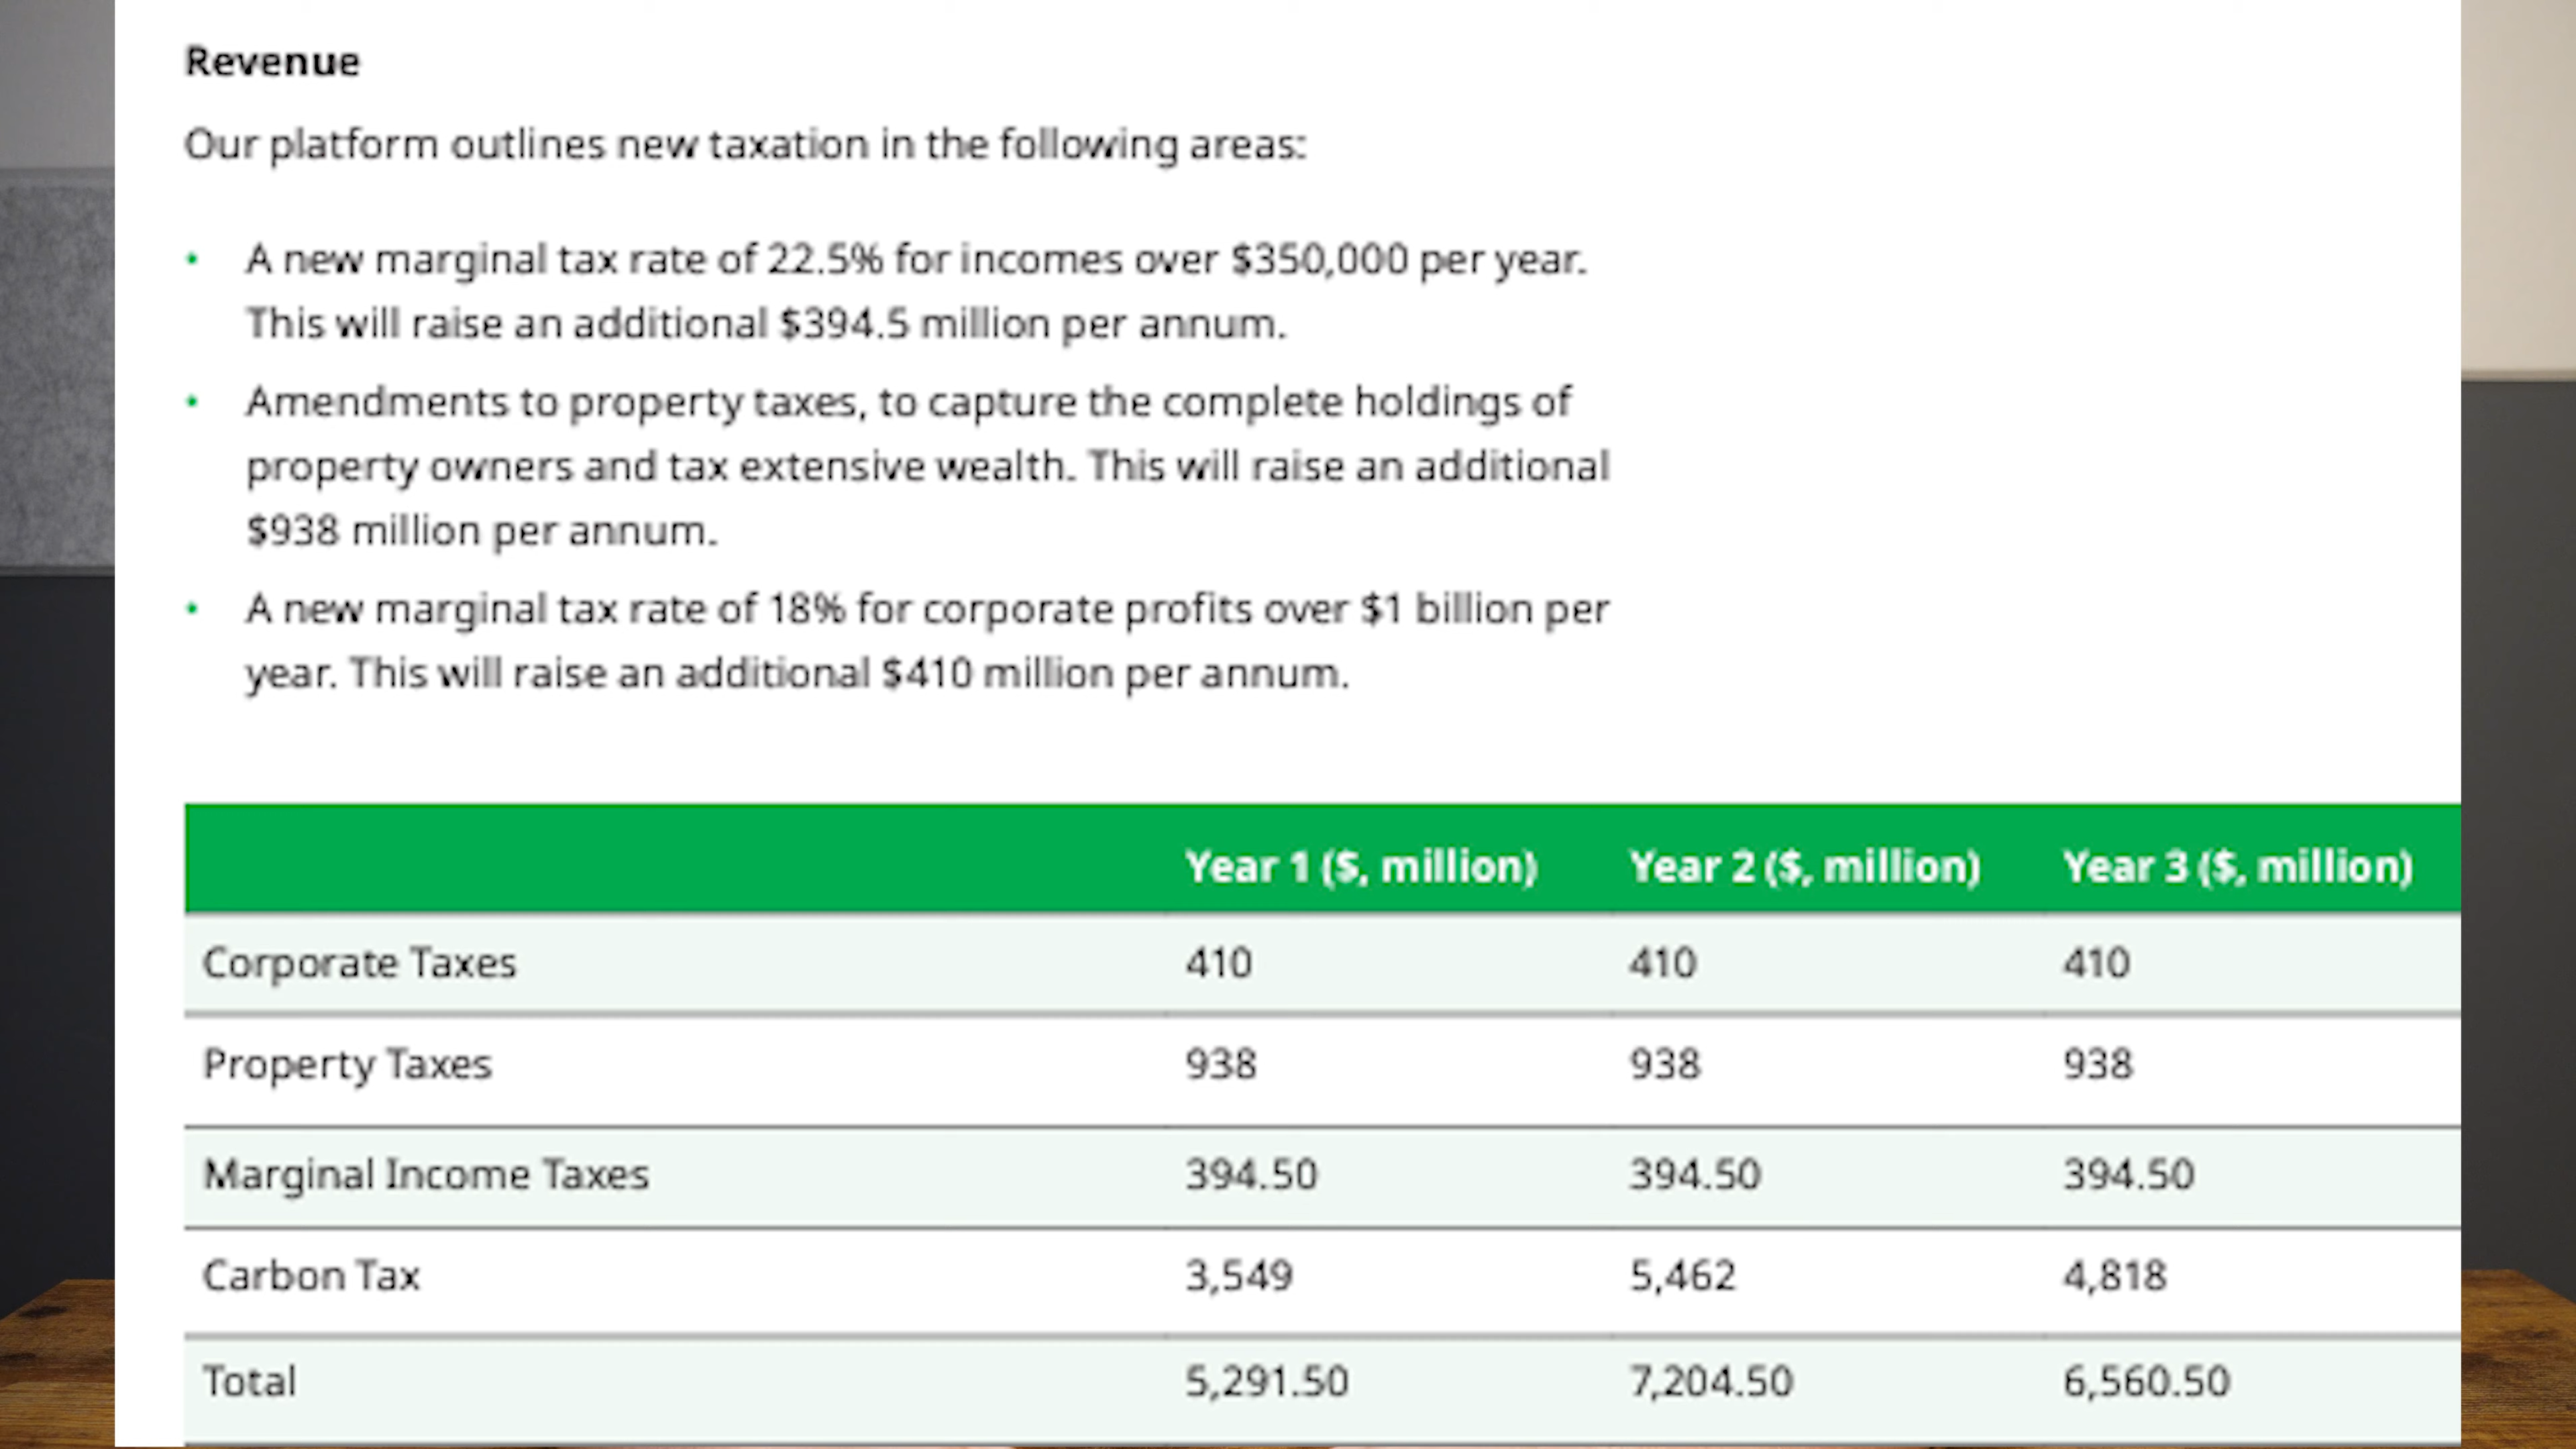 Revenue
Our platform outlines new taxation in the following areas:
• A new marginal tax rate of 22.5% for incomes over $350,000 per year.
This will raise an additional $394.5 million per annum.
• Amendments to property taxes, to capture the complete holdings of
property owners and tax extensive wealth. This will raise an additional
$938 million per annum.
• A new marginal tax rate of 18% for corporate profits over $1 billion per
year. This will raise an additional $410 million per annum.
Year 1 ($, million) Year 2 ($, million) Year 3 ($, million)
Corporate Taxes 410 410 410
Property Taxes 938 938 938
Marginal Income Taxes 394.50 394.50 394.50
Carbon Tax 3,549 5,462 4,818
Total 5,291.50 7,204.50 6,560.50